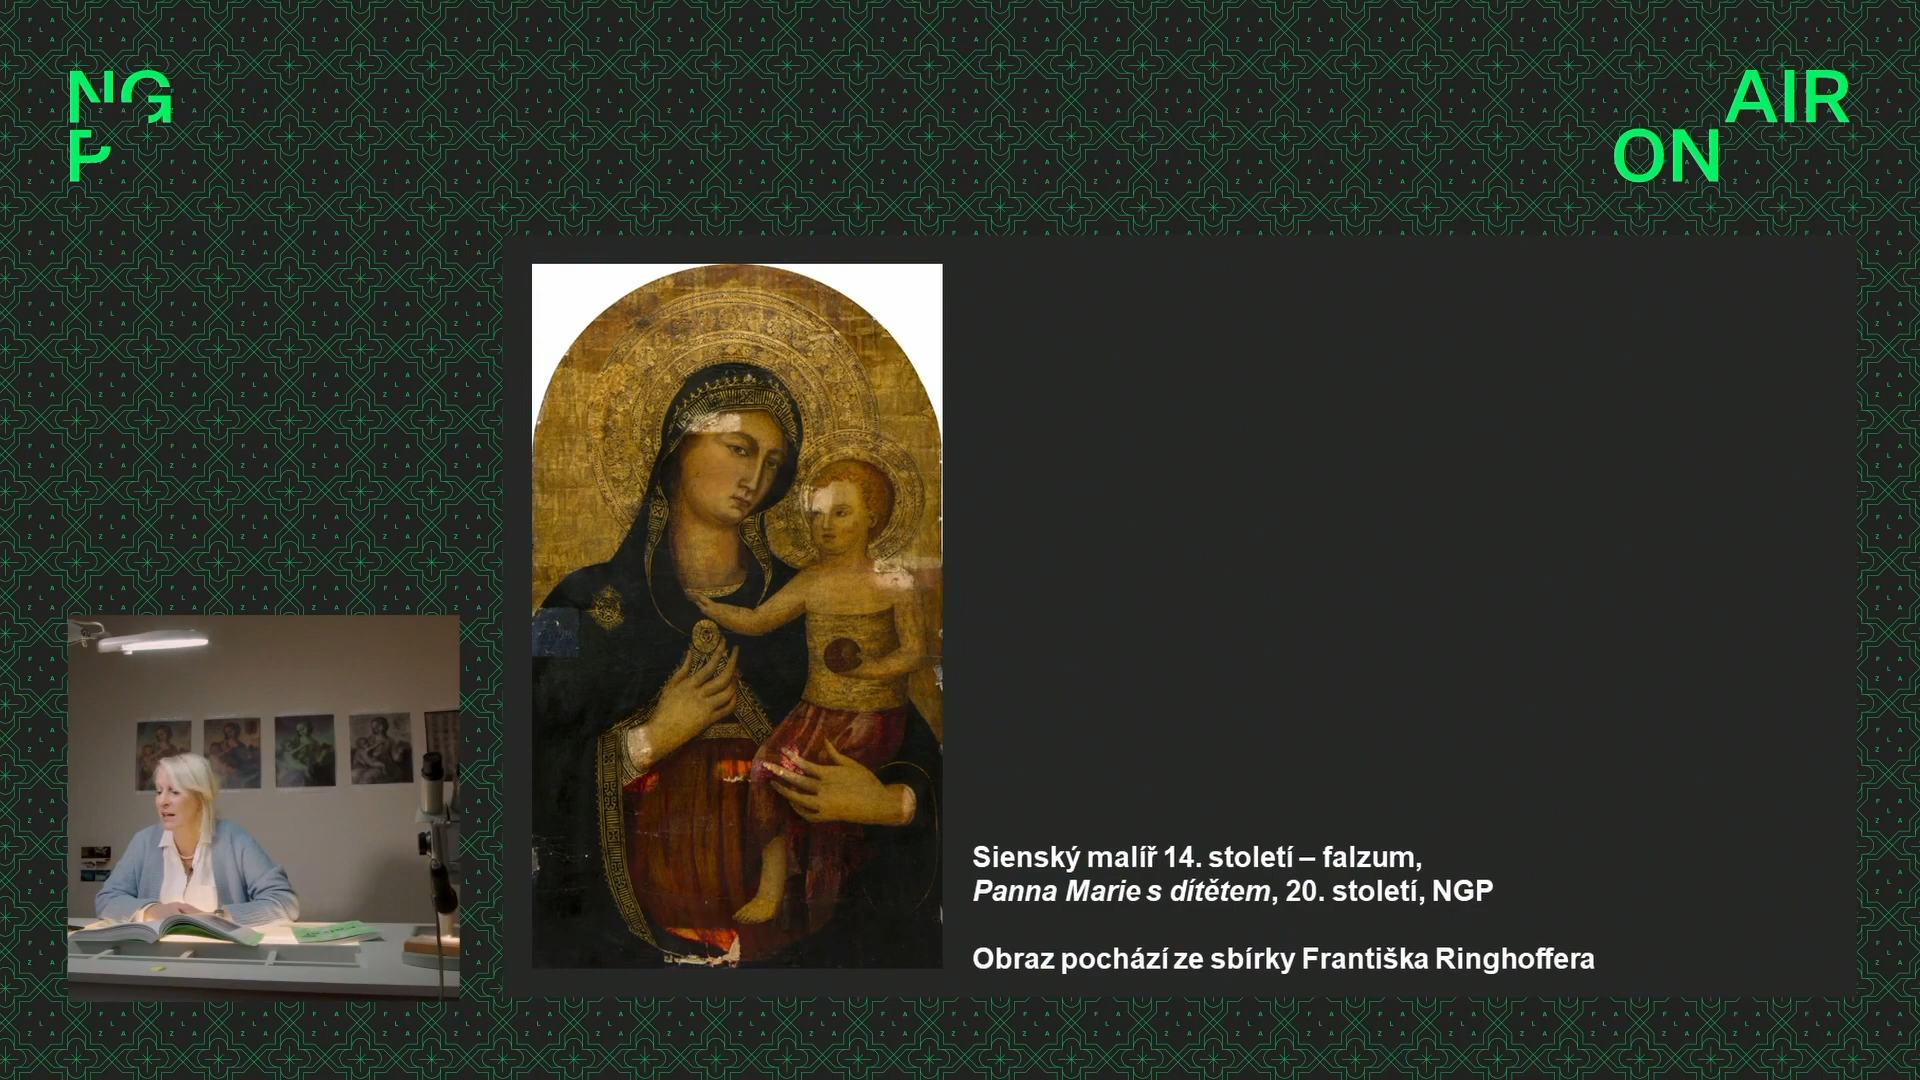 NG
P
AIR
ON
Sienský malíř 14. století – falzum,
Panna Marie s dítětem, 20. století, NGP
Obraz pochází ze sbírky Františka Ringhoffera